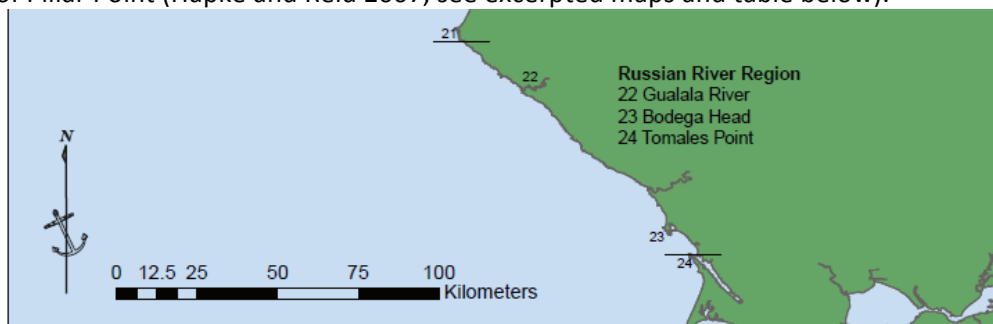 of Pillar Point (Hapke and Reid 2007, see excerpted maps and table below).
21
22
Russian River Region
22 Gualala River
23 Bodega Head
24 Tomales Point
N
23
24
0 12.5 25 50 75 100
Kilometers